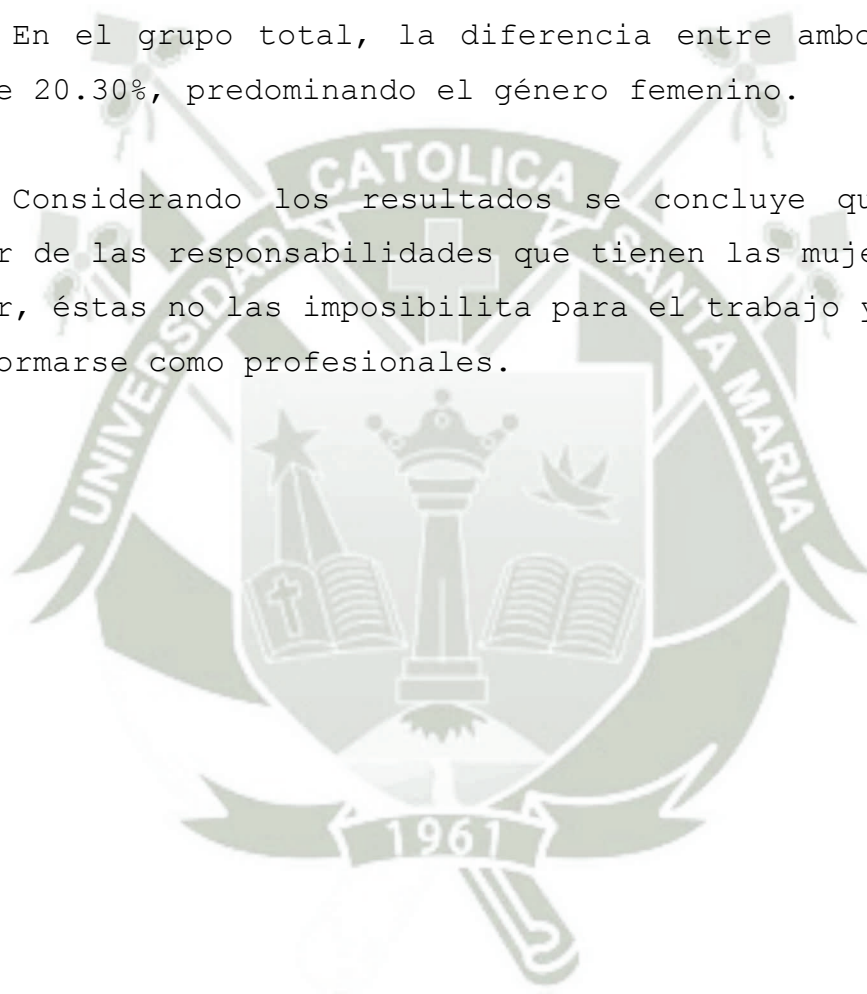 En el grupo total, la diferencia entre ambo
e 20.30%, predominando el género femenino.
Considerando los resultados se concluye qu
r de las responsabilidades que tienen las muje
r, éstas no las imposibilita para el trabajo y
ormarse como profesionales.
UNIVERSIDAD CATOLICA SANTA MARIA
1961